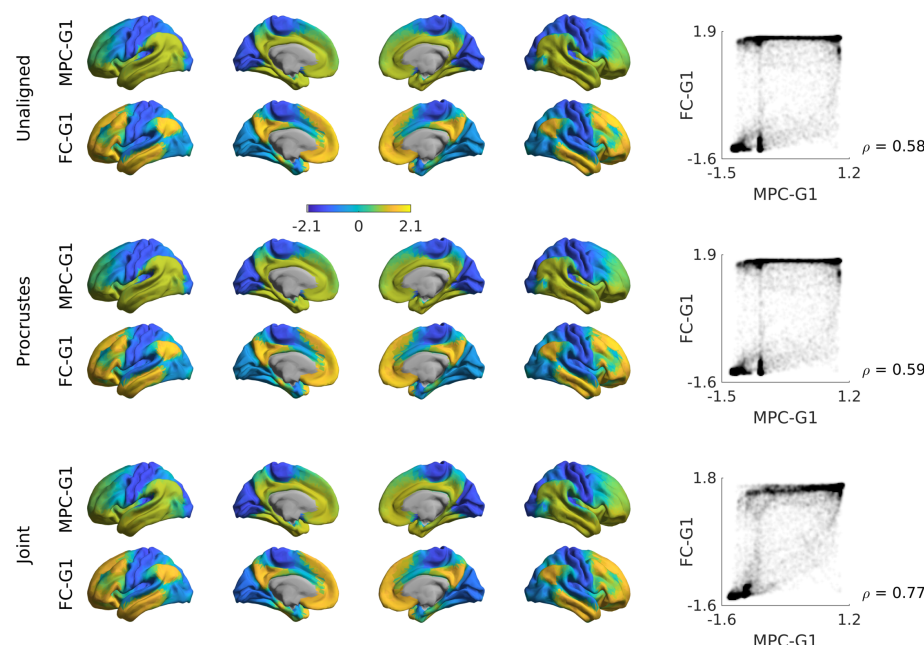 Unaligned
MPC-G1
FC-G1
FC-G1
1.9
-1.6
-1.5
1.2
MPC-G1
ρ = 0.58
-2.1
0
2.1
Procrustes
MPC-G1
FC-G1
FC-G1
1.9
-1.6
-1.5
1.2
MPC-G1
ρ = 0.59
Joint
MPC-G1
FC-G1
FC-G1
1.8
-1.6
-1.6
1.2
MPC-G1
ρ = 0.77